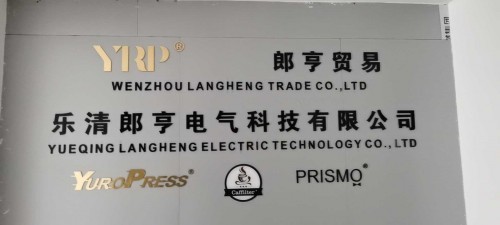 YRP® 郎亨贸易
WENZHOU LANGHENG TRADE CO.,LTD
乐清郎亨电气科技有限公司
YUEQING LANGHENG ELECTRIC TECHNOLOGY CO., LTD
YUROPRESS® Caffilter PRISMO®